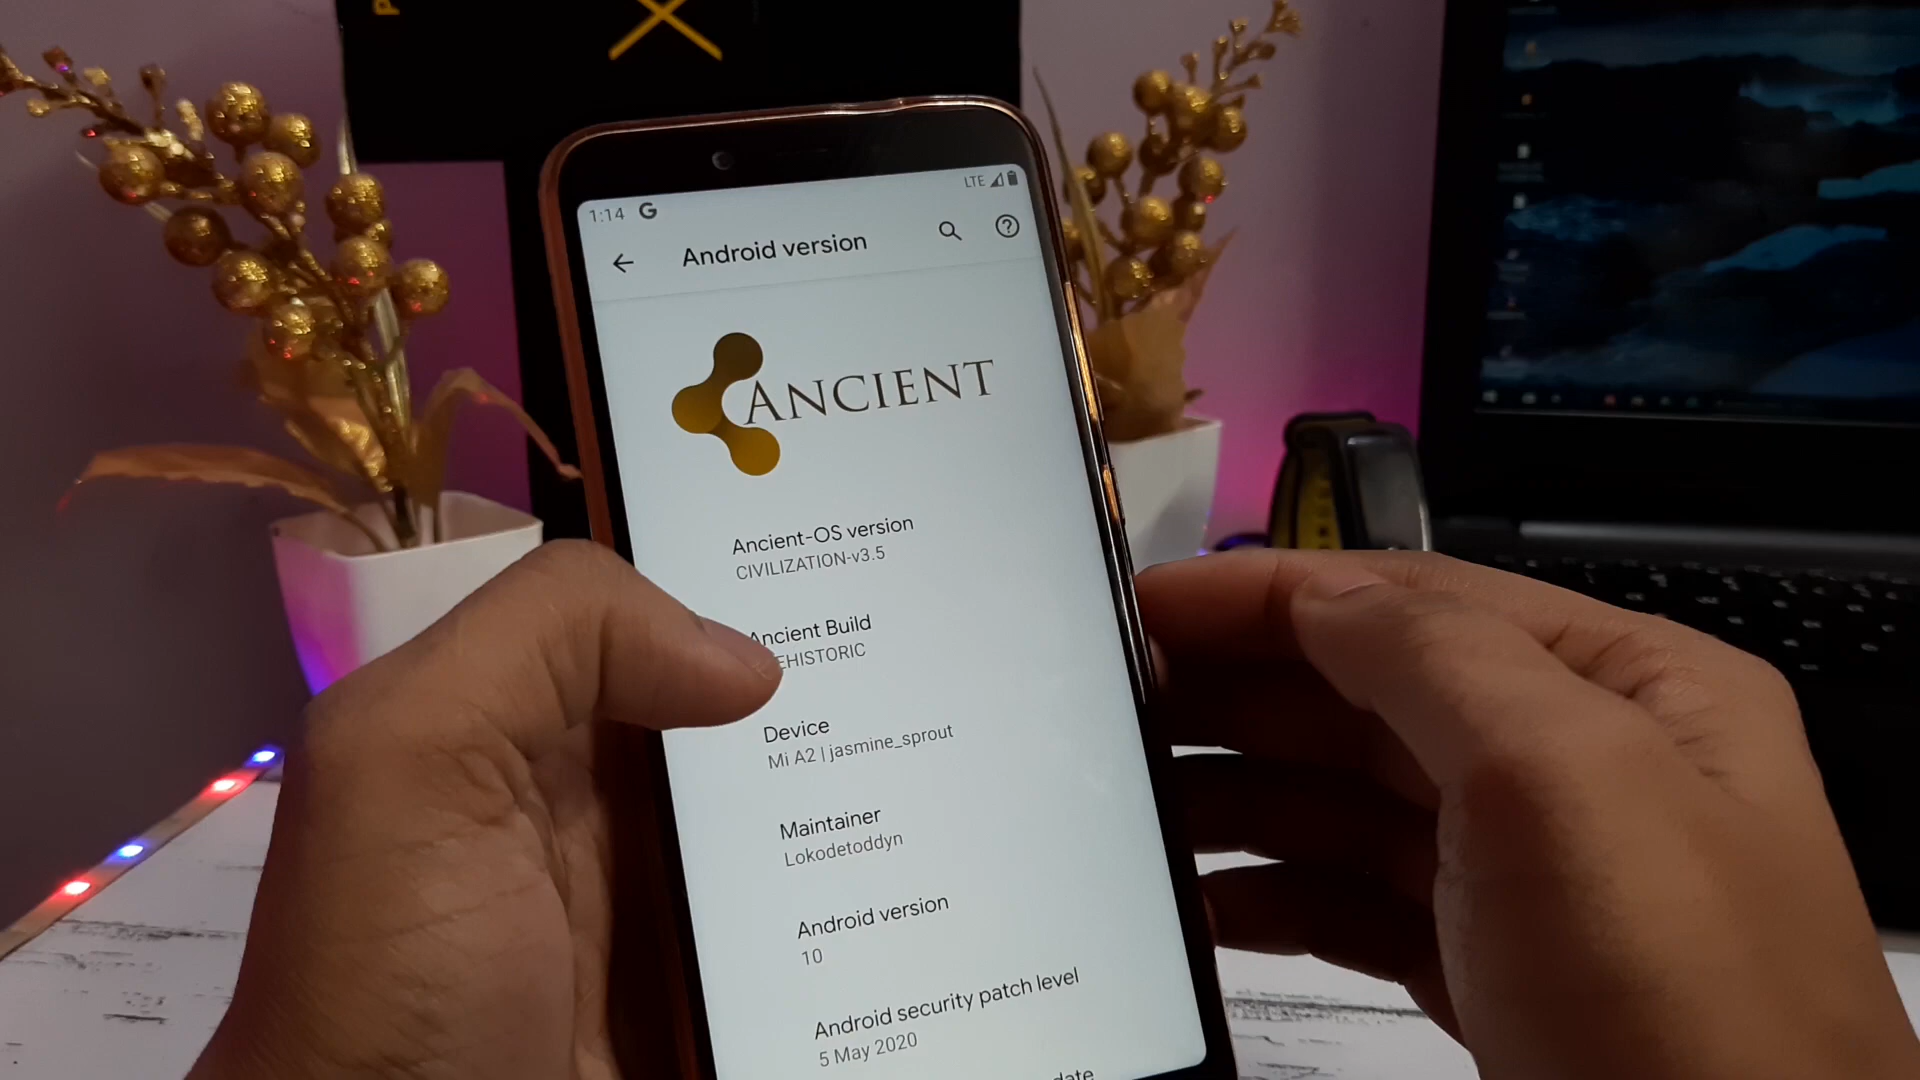 1:14 G LTE
Android version
ANCIENT
Ancient-OS version
CIVILIZATION-v3.5
Ancient Build
EHISTORIC
Device
Mi A2 | jasmine_sprout
Maintainer
Lokodetoddyn
Android version
10
Android security patch level
5 May 2020